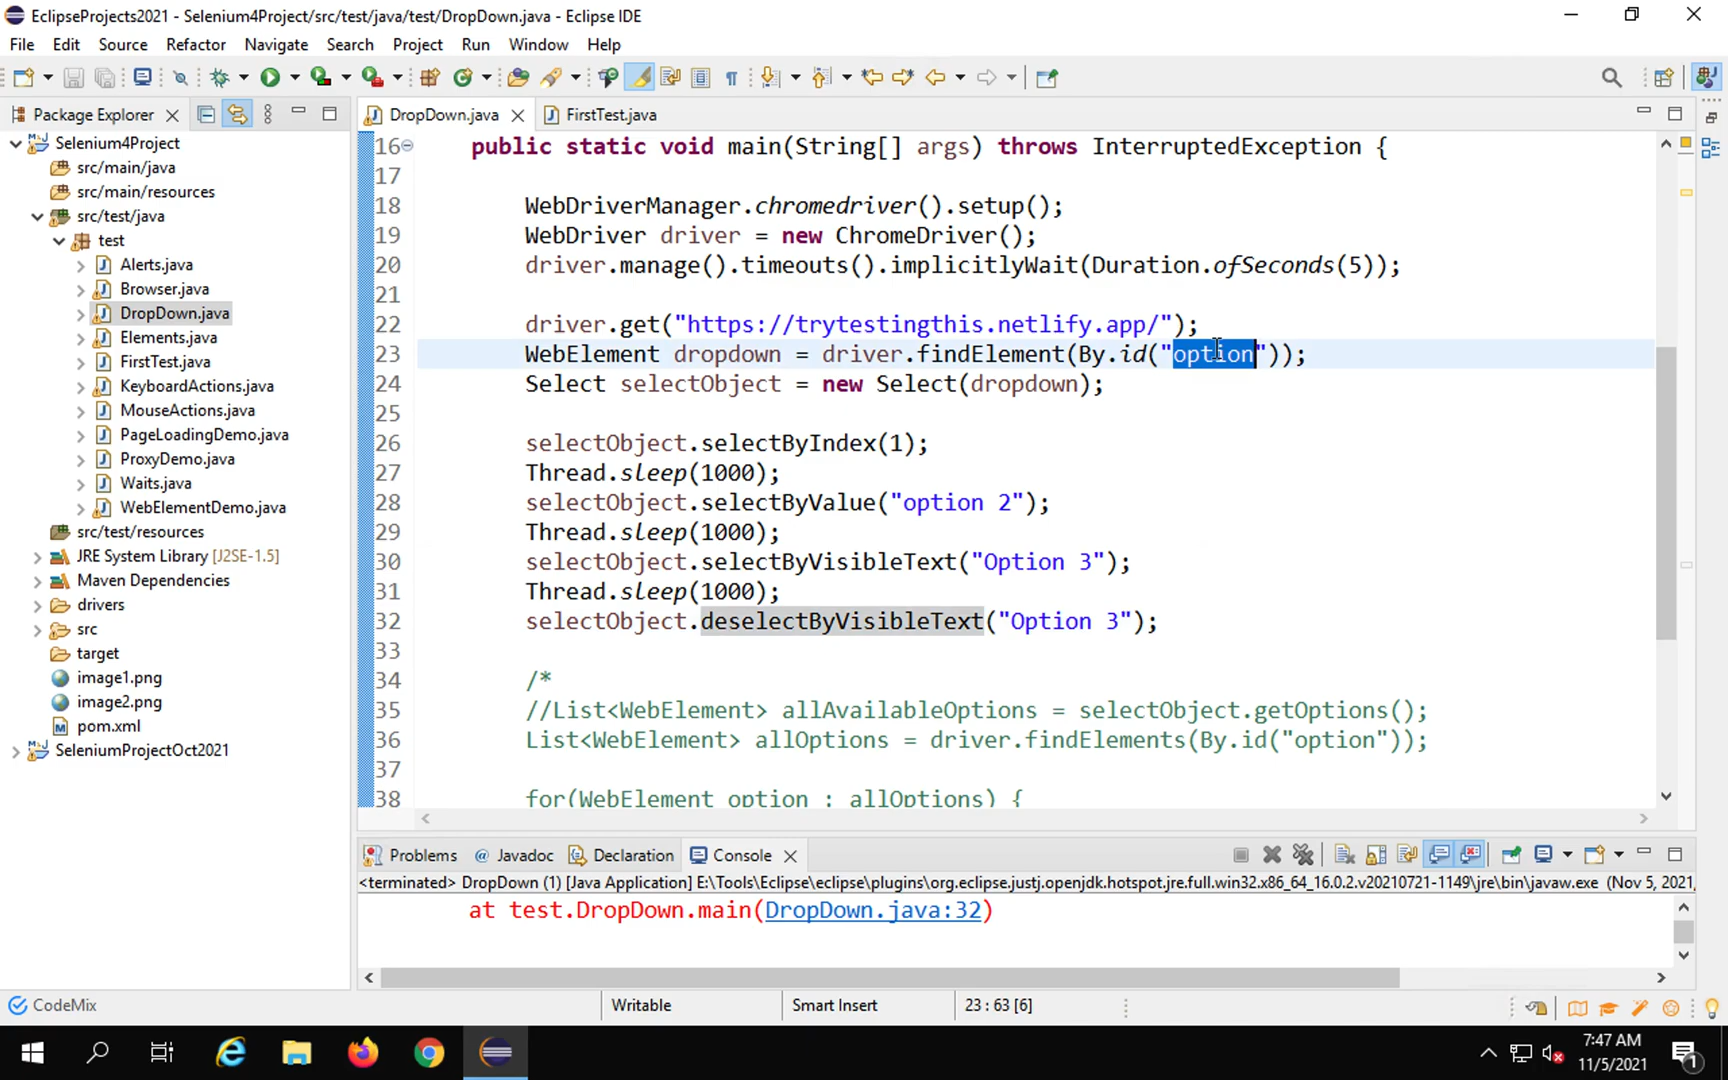 EclipseProjects2021 - Selenium4Project/src/test/java/test/DropDown.java - Eclipse IDE
File Edit Source Refactor Navigate Search Project Run Window Help
Package Explorer
DropDown.java
FirstTest.java
Selenium4Project
src/main/java
src/main/resources
src/test/java
test
Alerts.java
Browser.java
DropDown.java
Elements.java
FirstTest.java
KeyboardActions.java
MouseActions.java
PageLoadingDemo.java
ProxyDemo.java
Waits.java
WebElementDemo.java
src/test/resources
JRE System Library [J2SE-1.5]
Maven Dependencies
drivers
src
target
image1.png
image2.png
pom.xml
SeleniumProjectOct2021
16 public static void main(String[] args) throws InterruptedException {
17
18 WebDriverManager.chromedriver().setup();
19 WebDriver driver = new ChromeDriver();
20 driver.manage().timeouts().implicitlyWait(Duration.ofSeconds(5));
21
22 driver.get("https://trytestingthis.netlify.app/");
23 WebElement dropdown = driver.findElement(By.id("option"));
24 Select selectObject = new Select(dropdown);
25
26 selectObject.selectByIndex(1);
27 Thread.sleep(1000);
28 selectObject.selectByValue("option 2");
29 Thread.sleep(1000);
30 selectObject.selectByVisibleText("Option 3");
31 Thread.sleep(1000);
32 selectObject.deselectByVisibleText("Option 3");
33
34 /*
35 //List<WebElement> allAvailableOptions = selectObject.getOptions();
36 List<WebElement> allOptions = driver.findElements(By.id("option"));
37
38 for(WebElement option : allOptions) {
Problems @ Javadoc Declaration Console
<terminated> DropDown (1) [Java Application] E:\Tools\Eclipse\eclipse\plugins\org.eclipse.justj.openjdk.hotspot.jre.full.win32.x86_64_16.0.2.v20210721-1149\jre\bin\javaw.exe (Nov 5, 2021,
at test.DropDown.main(DropDown.java:32)
CodeMix
Writable
Smart Insert
23 : 63 [6]
7:47 AM
11/5/2021
1